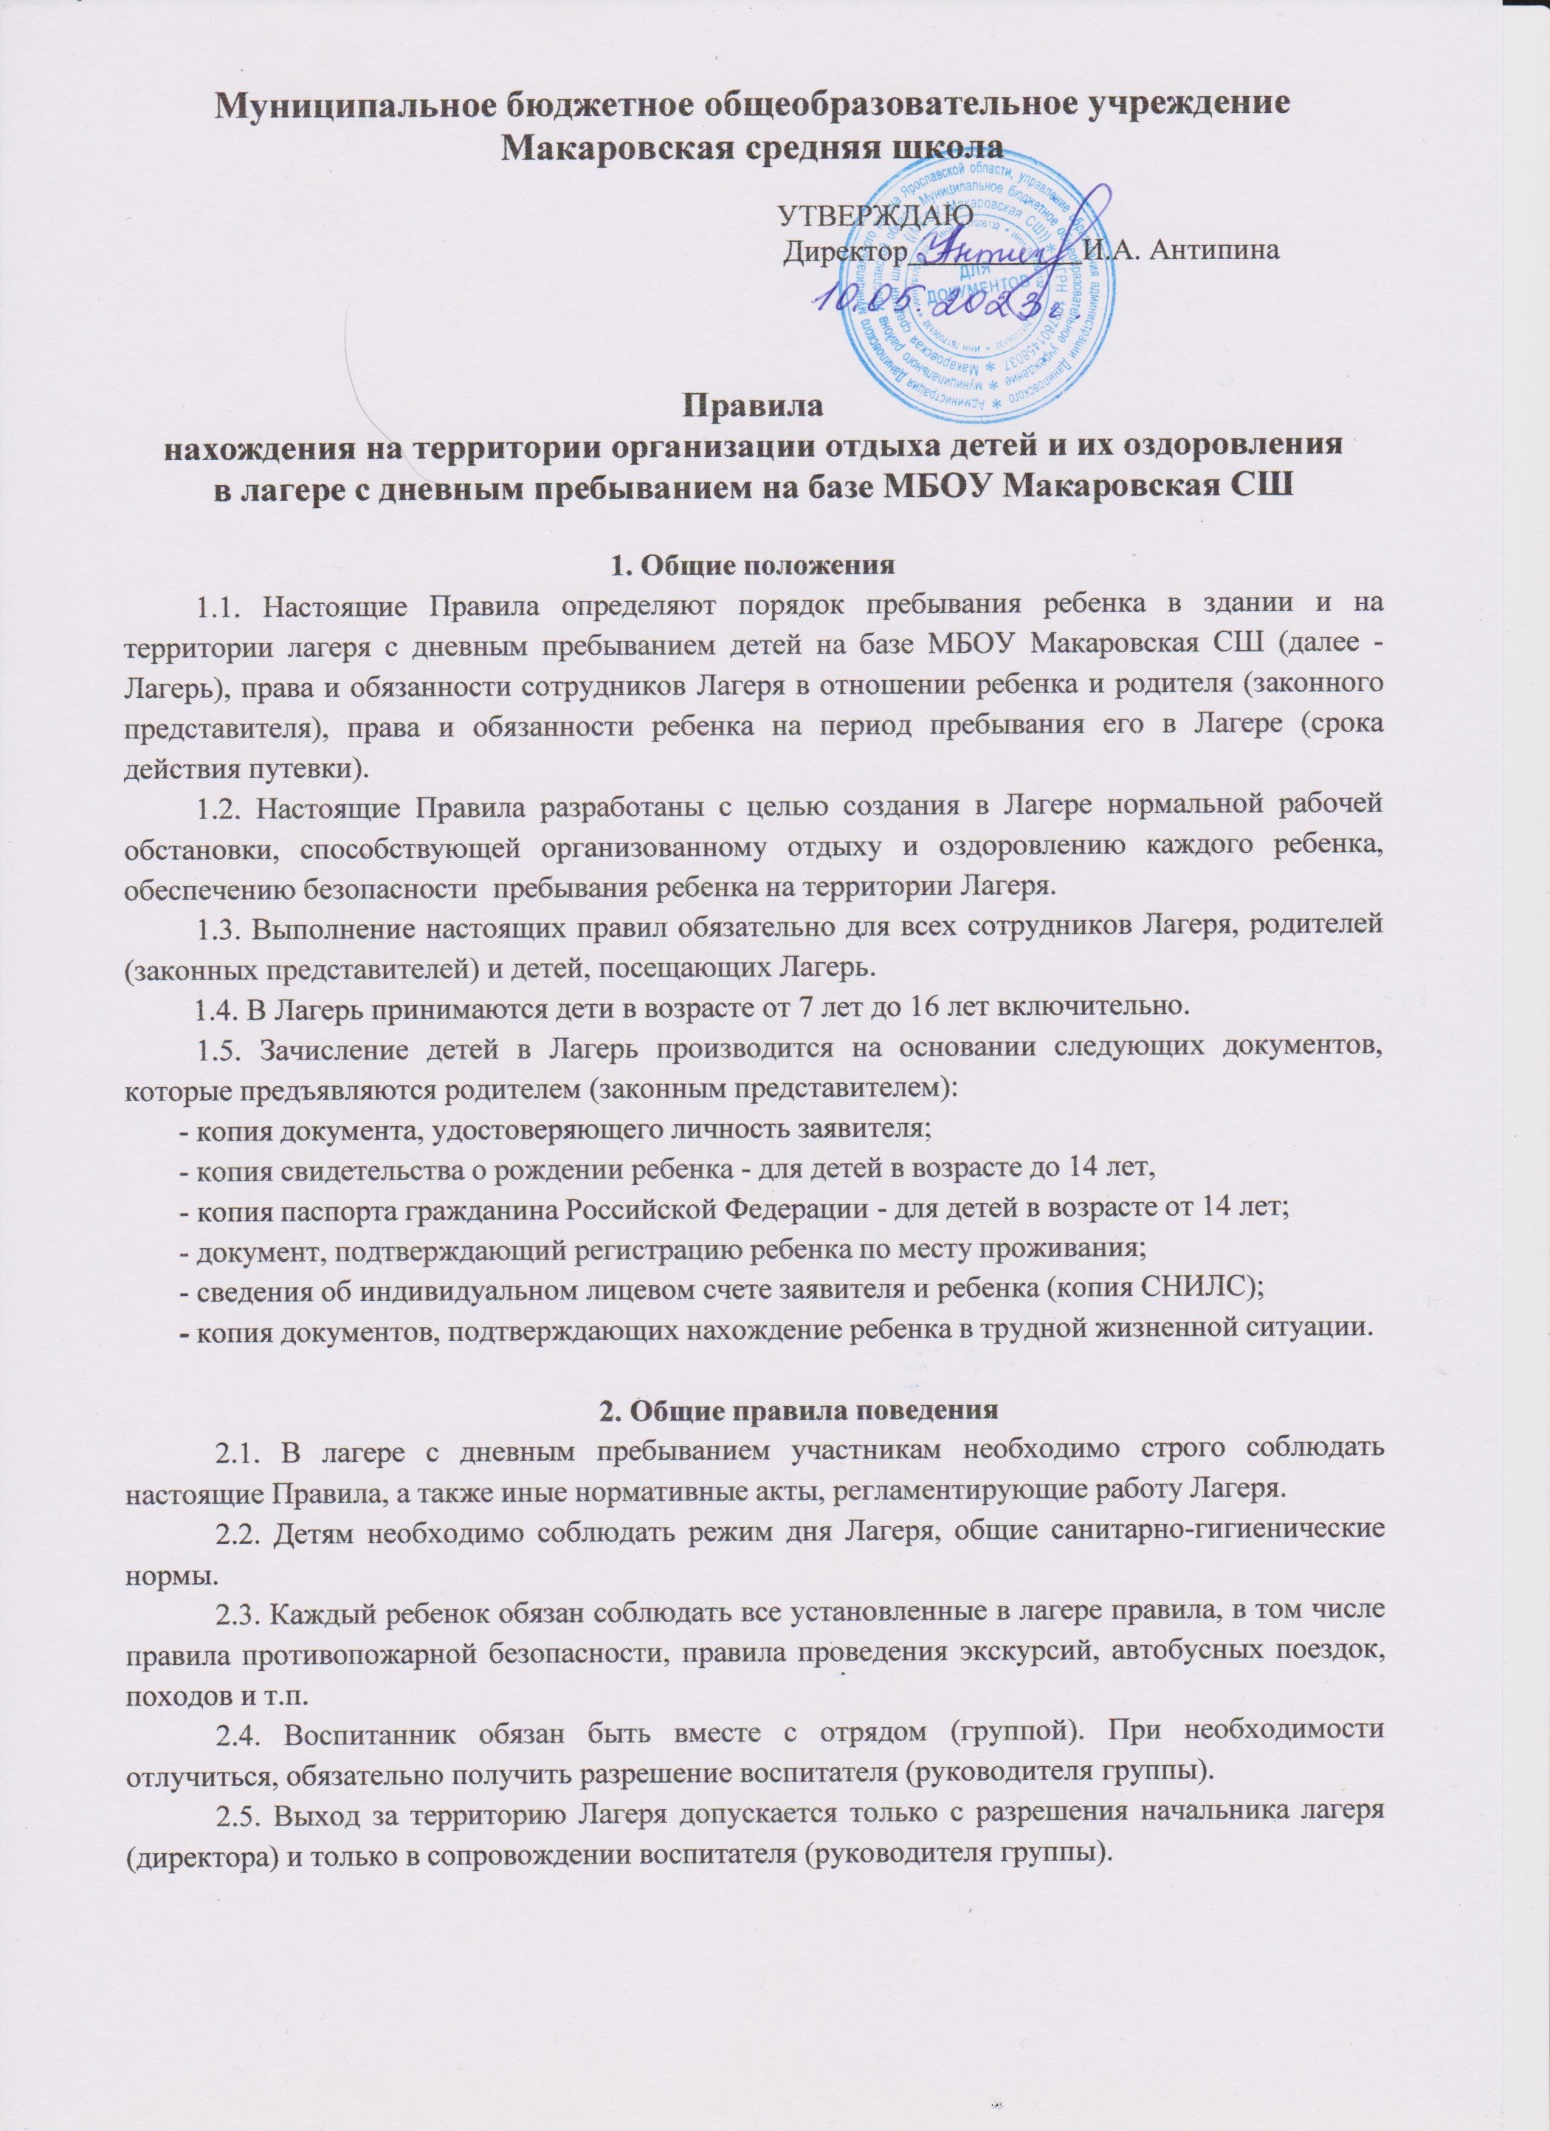 Муниципальное бюджетное общеобразовательное учреждение
Макаровская средняя школа
УТВЕРЖДАЮ
Директор____________И.А. Антипина
ДЛЯ
ДОКУМЕНТОВ
10.05.2023г.
Правила
нахождения на территории организации отдыха детей и их оздоровления
в лагере с дневным пребыванием на базе МБОУ Макаровская СШ
1. Общие положения
1.1. Настоящие Правила определяют порядок пребывания ребенка в здании и на
территории лагеря с дневным пребыванием детей на базе МБОУ Макаровская СШ (далее -
Лагерь), права и обязанности сотрудников Лагеря в отношении ребенка и родителя (законного
представителя), права и обязанности ребенка на период пребывания его в Лагере (срока
действия путевки).
1.2. Настоящие Правила разработаны с целью создания в Лагере нормальной рабочей
обстановки, способствующей организованному отдыху и оздоровлению каждого ребенка,
обеспечению безопасности пребывания ребенка на территории Лагеря.
1.3. Выполнение настоящих правил обязательно для всех сотрудников Лагеря, родителей
(законных представителей) и детей, посещающих Лагерь.
1.4. В Лагерь принимаются дети в возрасте от 7 лет до 16 лет включительно.
1.5. Зачисление детей в Лагерь производится на основании следующих документов,
которые предъявляются родителем (законным представителем):
- копия документа, удостоверяющего личность заявителя;
- копия свидетельства о рождении ребенка - для детей в возрасте до 14 лет,
- копия паспорта гражданина Российской Федерации - для детей в возрасте от 14 лет;
- документ, подтверждающий регистрацию ребенка по месту проживания;
- сведения об индивидуальном лицевом счете заявителя и ребенка (копия СНИЛС);
- копия документов, подтверждающих нахождение ребенка в трудной жизненной ситуации.
2. Общие правила поведения
2.1. В лагере с дневным пребыванием участникам необходимо строго соблюдать
настоящие Правила, а также иные нормативные акты, регламентирующие работу Лагеря.
2.2. Детям необходимо соблюдать режим дня Лагеря, общие санитарно-гигиенические
нормы.
2.3. Каждый ребенок обязан соблюдать все установленные в лагере правила, в том числе
правила противопожарной безопасности, правила проведения экскурсий, автобусных поездок,
походов и т.п.
2.4. Воспитанник обязан быть вместе с отрядом (группой). При необходимости
отлучиться, обязательно получить разрешение воспитателя (руководителя группы).
2.5. Выход за территорию Лагеря допускается только с разрешения начальника лагеря
(директора) и только в сопровождении воспитателя (руководителя группы).